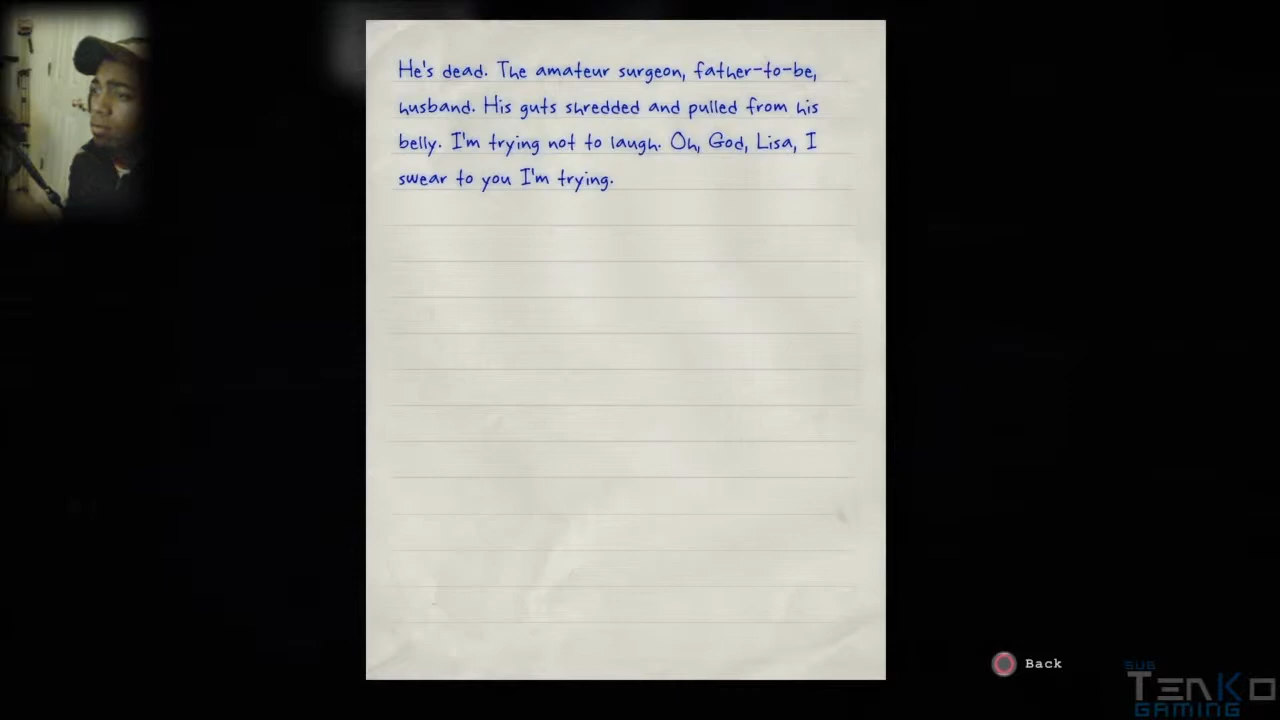 He's dead. The amateur surgeon, father-to-be,
husband. His guts shredded and pulled from his
belly. I'm trying not to laugh. Oh, God, Lisa, I
swear to you I'm trying.
Back
SUB
TENKO
GAMING